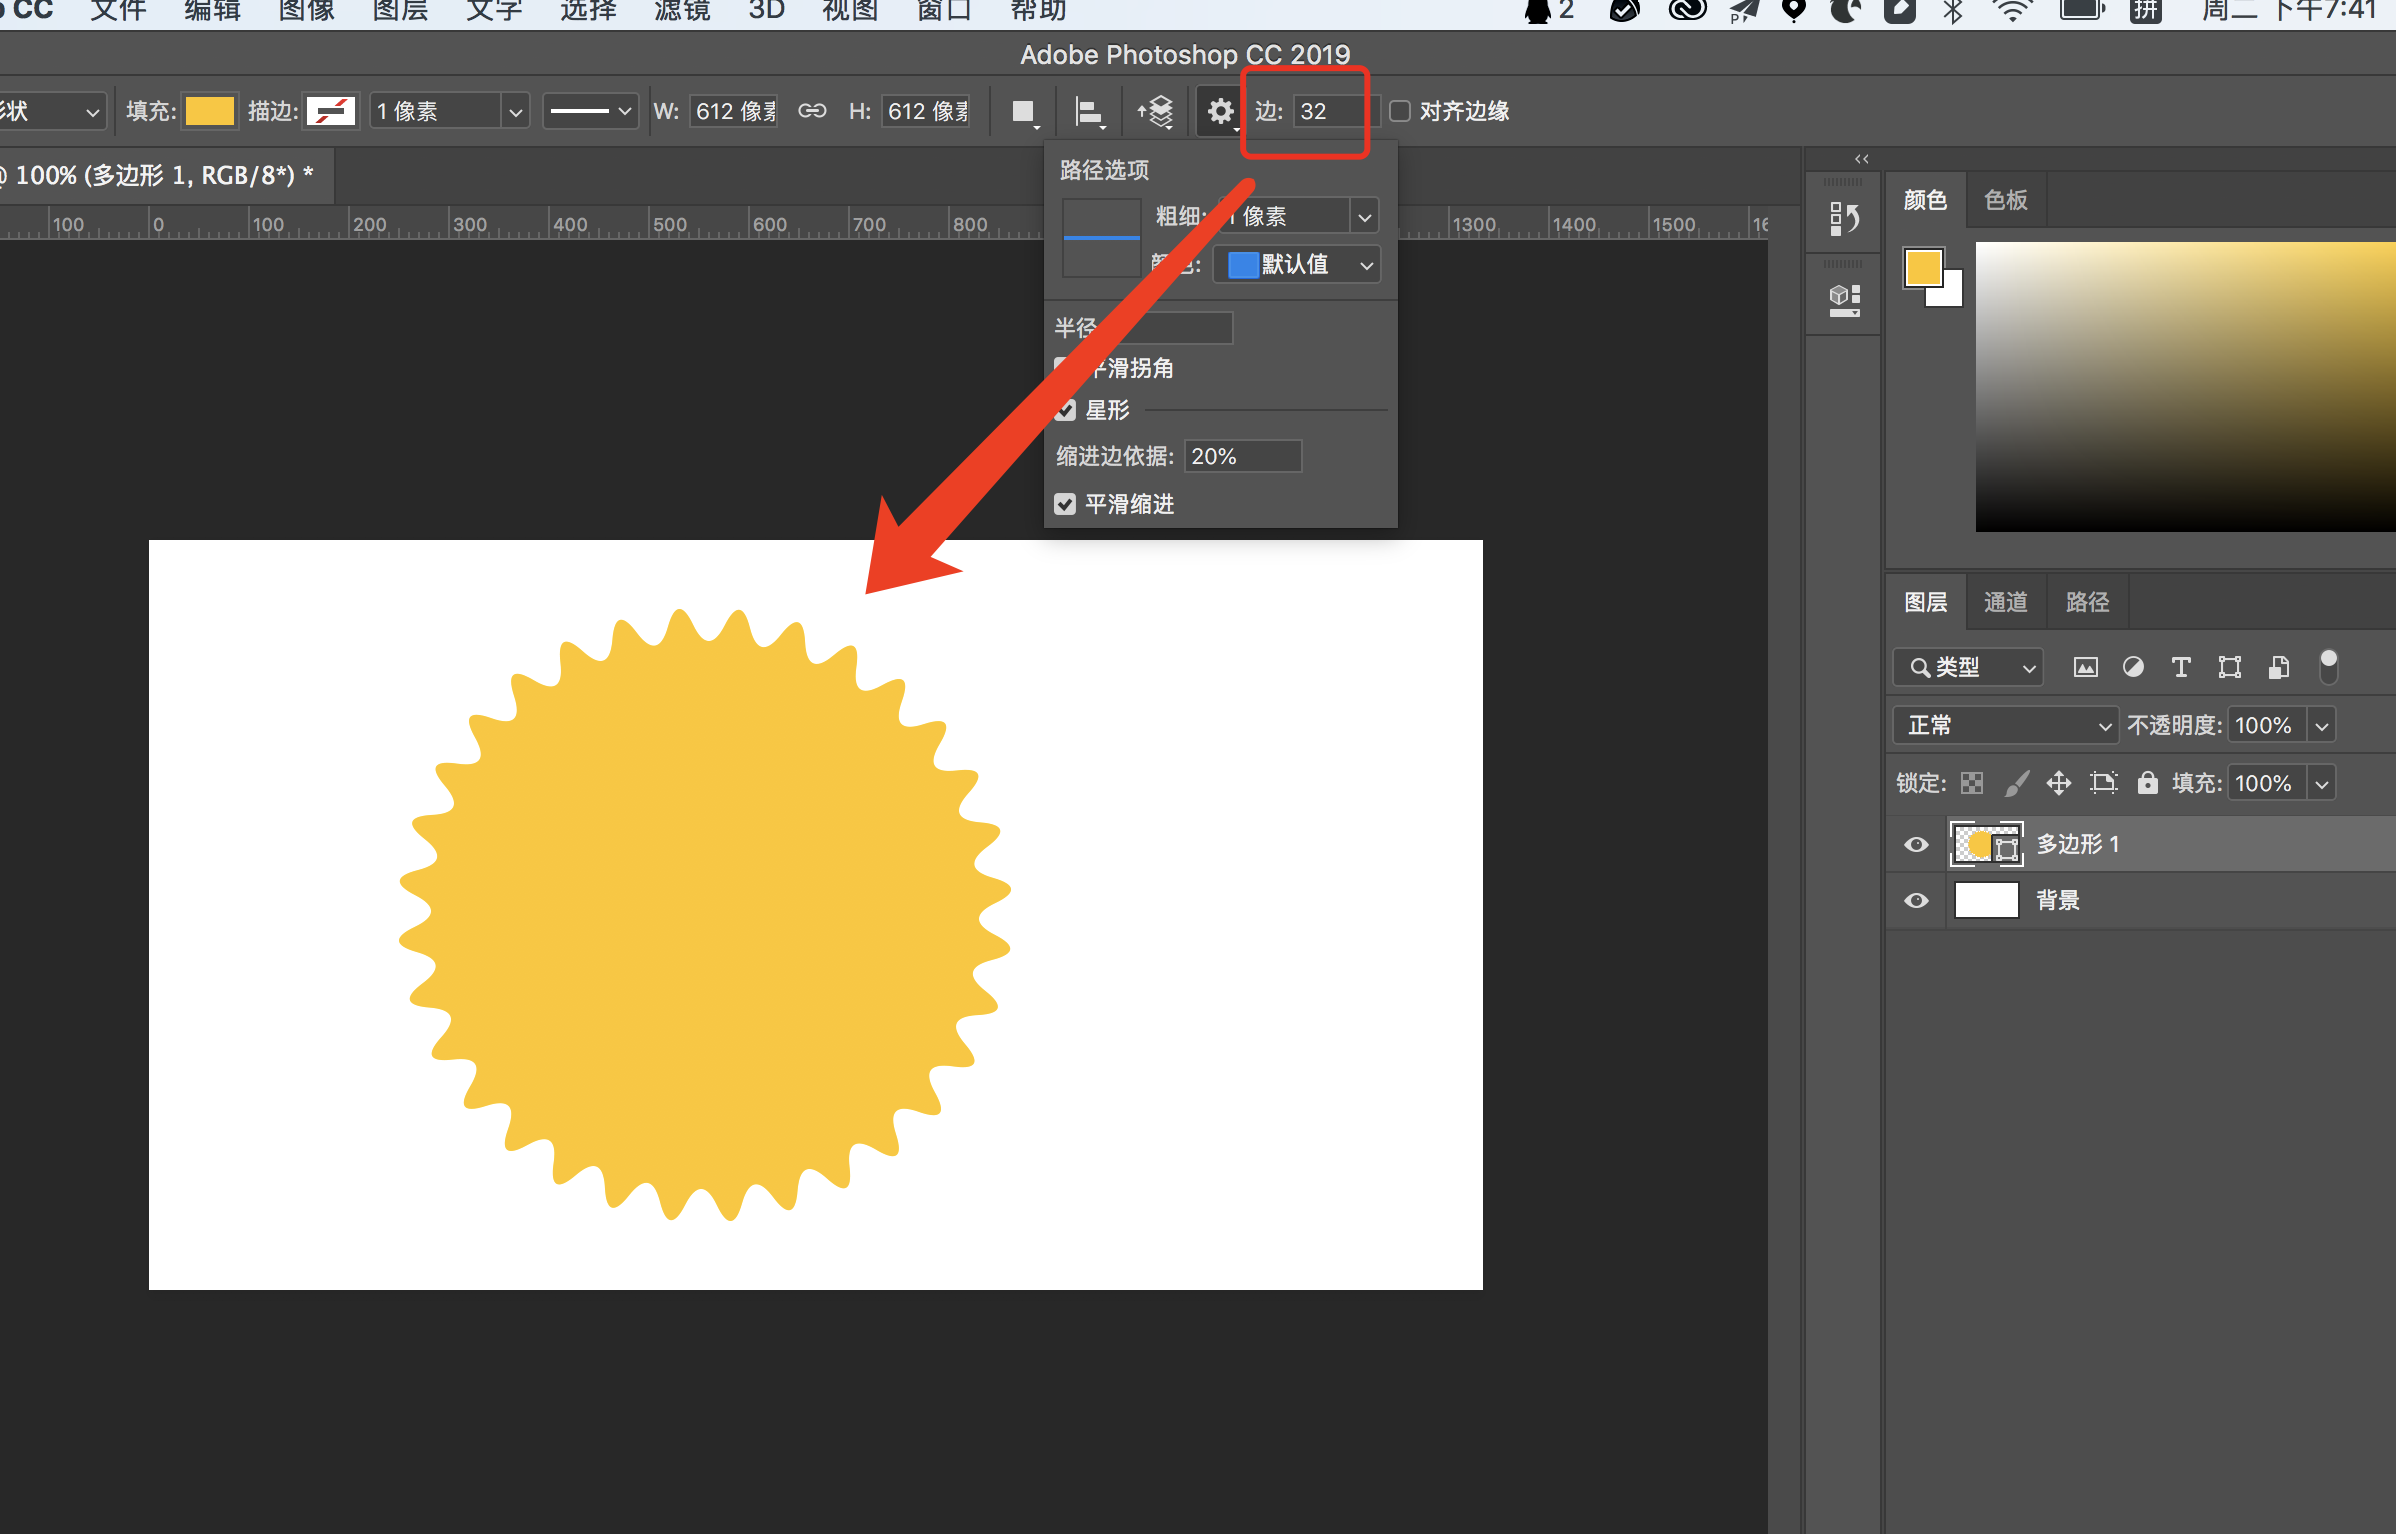 CC 文件 编辑 图像 图层 文字 选择 滤镜 3D 视图 窗口 帮助 2 拼 周二 下午7:41
Adobe Photoshop CC 2019
状 填充: 描边: 1 像素 W: 612 像素 H: 612 像素 边: 32 对齐边缘
@ 100% (多边形 1, RGB/8*) *
100 0 100 200 300 400 500 600 700 800 1300 1400 1500
路径选项
粗细: 1 像素
颜色: 默认值
半径
平滑拐角
星形
缩进边依据: 20%
平滑缩进
颜色 色板
图层 通道 路径
类型
正常 不透明度: 100%
锁定: 填充: 100%
多边形 1
背景